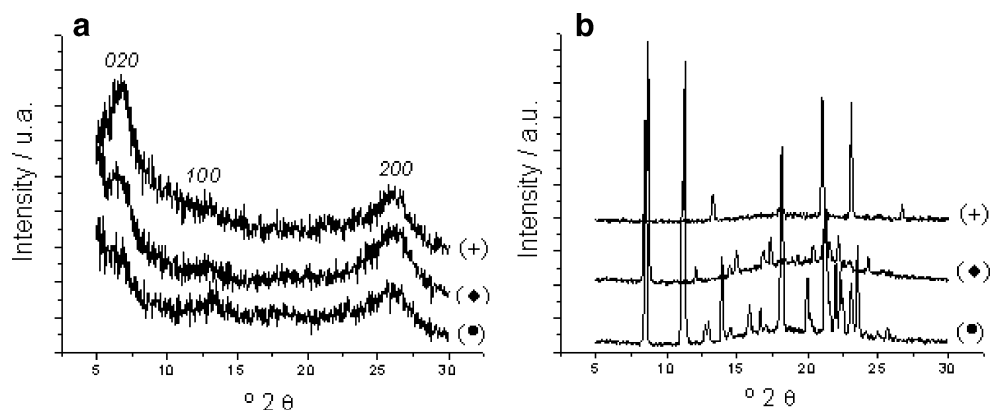 a
Intensity / u.a.
020
100
200
(+)
(◆)
(●)
5 10 15 20 25 30
º 2 θ
b
Intensity / a.u.
(+)
(◆)
(●)
5 10 15 20 25 30
º 2 θ